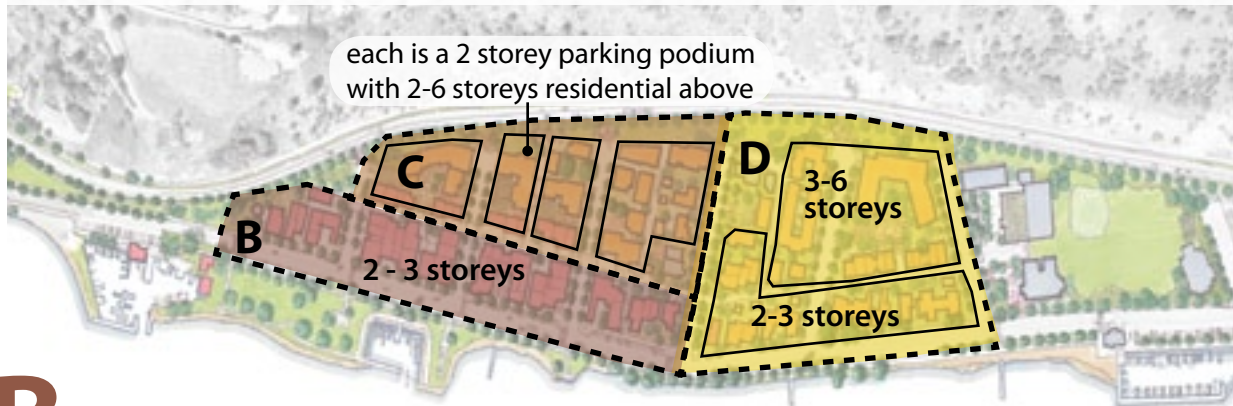 each is a 2 storey parking podium
with 2-6 storeys residential above
C
D
3-6
storeys
B
2 - 3 storeys
2-3 storeys